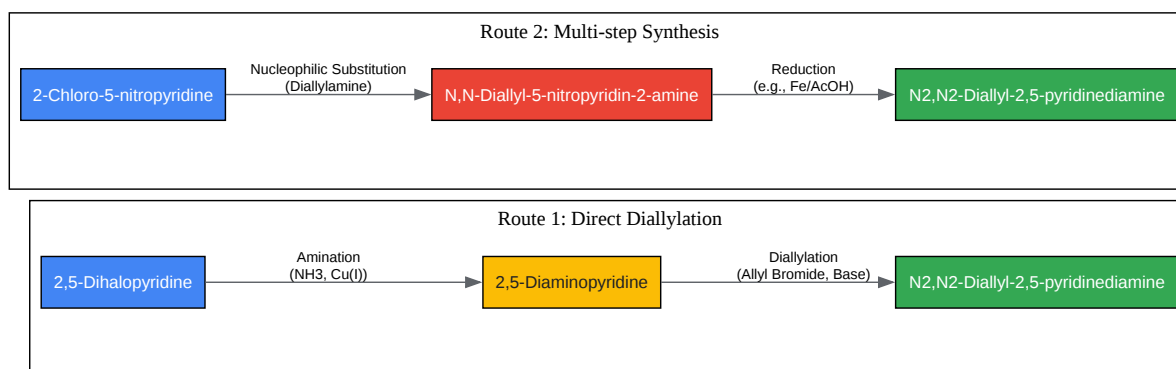 Route 2: Multi-step Synthesis
2-Chloro-5-nitropyridine
Nucleophilic Substitution
(Diallylamine)
N,N-Diallyl-5-nitropyridin-2-amine
Reduction
(e.g., Fe/AcOH)
N2,N2-Diallyl-2,5-pyridinediamine
Route 1: Direct Diallylation
2,5-Dihalopyridine
Amination
(NH3, Cu(I))
2,5-Diaminopyridine
Diallylation
(Allyl Bromide, Base)
N2,N2-Diallyl-2,5-pyridinediamine